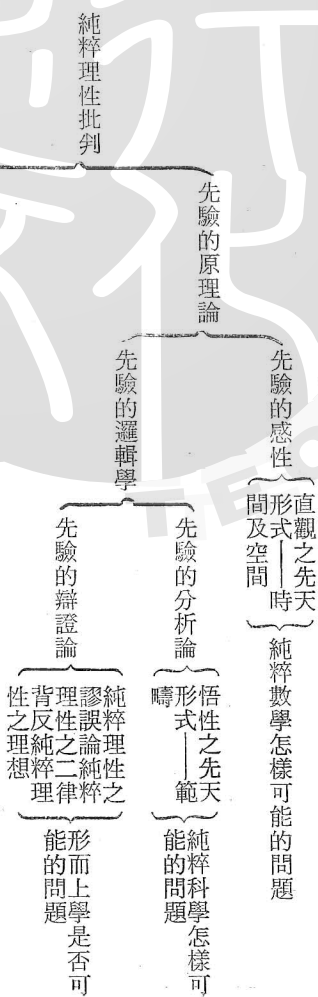 純粹理性批判
先驗的原理論
先驗的感性
直觀之先天
形式——時
間及空間
純粹數學怎樣可能的問題
先驗的邏輯學
先驗的分析論
悟性之先天
形式——範
疇
純粹科學怎樣可
能的問題
先驗的辯證論
純粹理性之
謬誤論純粹
理性之二律
背反純粹理
性之理想
形而上學是否可
能的問題